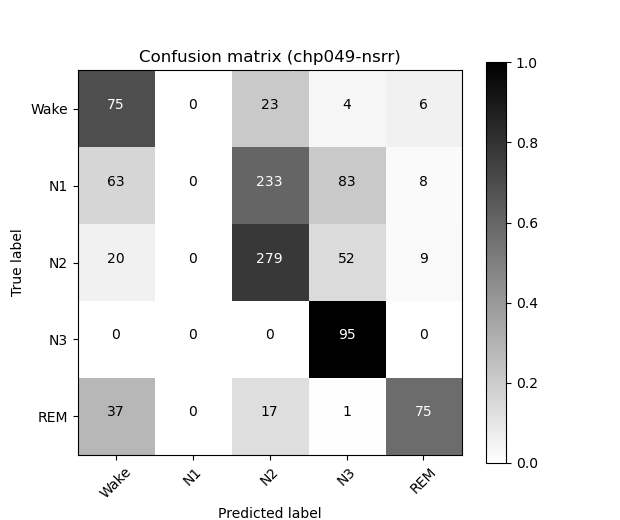 Confusion matrix (chp049-nsrr)
True label
Wake 75 0 23 4 6
N1 63 0 233 83 8
N2 20 0 279 52 9
N3 0 0 0 95 0
REM 37 0 17 1 75
Wake N1 N2 N3 REM
Predicted label
1.0
0.8
0.6
0.4
0.2
0.0